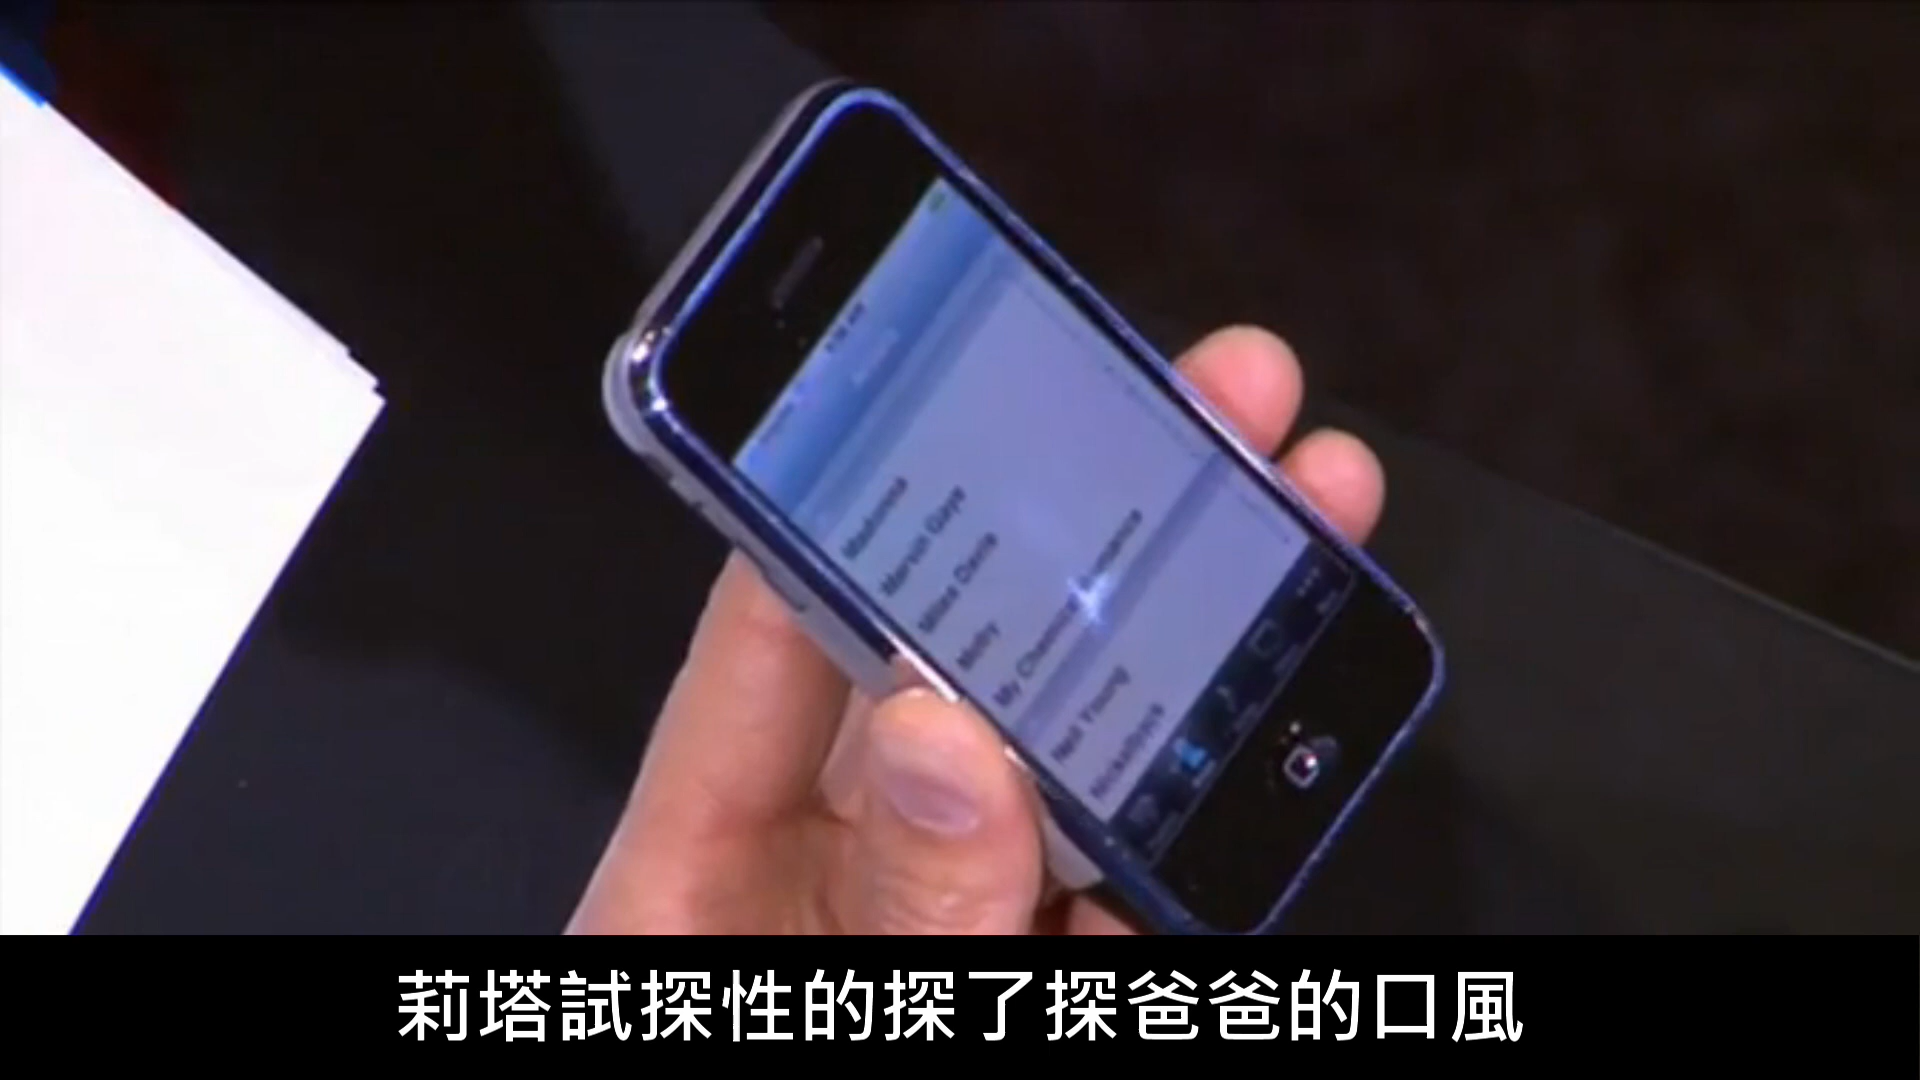 Madonna
Marvin Gaye
Miles Davis
Moby
My Chemical Romance
Neil Young
Nickelback
莉塔試探性的探了探爸爸的口風